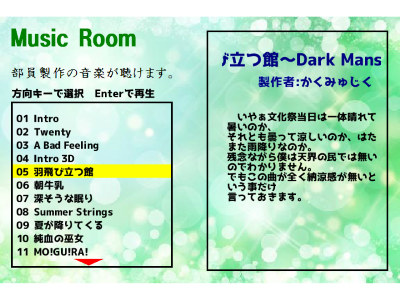 Music Room
部員製作の音楽が聴けます。
方向キーで選択　Enterで再生
01 Intro
02 Twenty
03 A Bad Feeling
04 Intro 3D
05 羽飛び立つ館
06 朝牛乳
07 深そうな眠り
08 Summer Strings
09 夏が降りてくる
10 純血の巫女
11 MO!GU!RA!
立つ館～Dark Mans
製作者:かくみゅじく
いやぁ文化祭当日は一体晴れて
暑いのか、
それとも曇って涼しいのか、はた
また雨降りなのか。
残念ながら僕は天界の民では無い
のでわかりません。
でもこの曲が全く納涼感が無いと
いう事だけ
言っておきます。